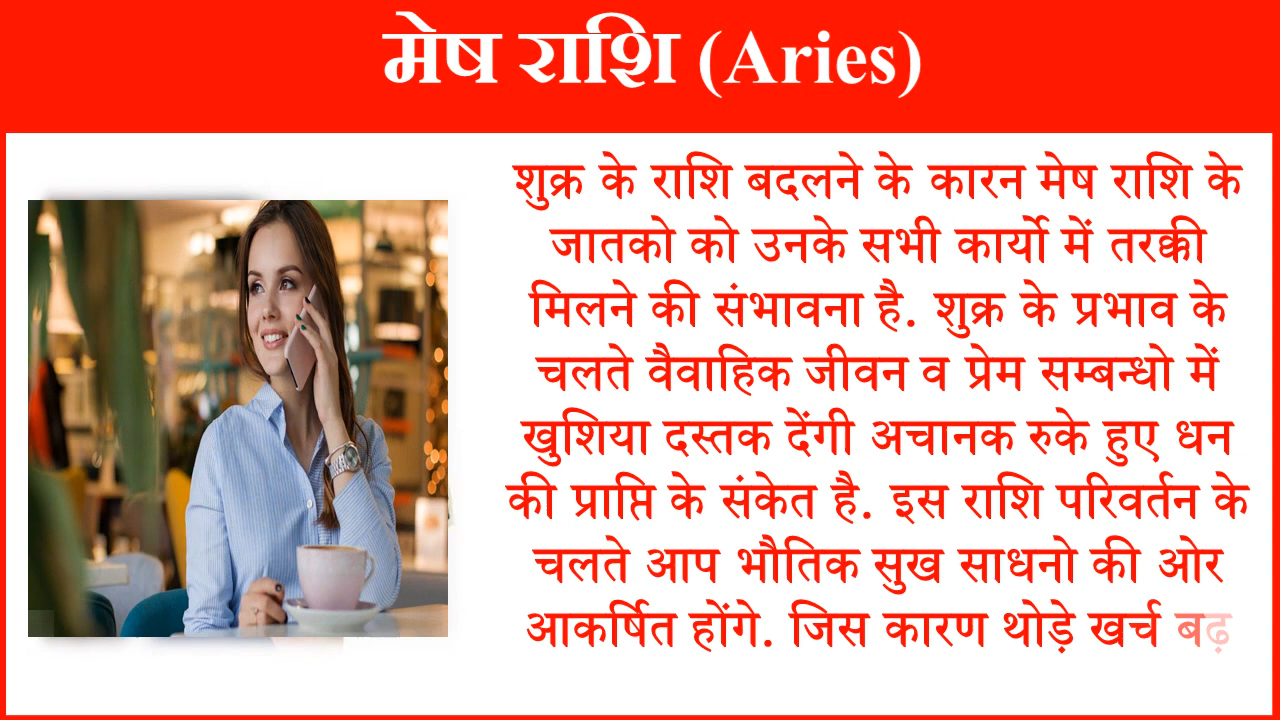 मेष राशि (Aries)
शुक्र के राशि बदलने के कारन मेष राशि के
जातको को उनके सभी कार्यो में तरक्की
मिलने की संभावना है. शुक्र के प्रभाव के
चलते वैवाहिक जीवन व प्रेम सम्बन्धो में
खुशिया दस्तक देंगी अचानक रुके हुए धन
की प्राप्ति के संकेत है. इस राशि परिवर्तन के
चलते आप भौतिक सुख साधनो की ओर
आकर्षित होंगे. जिस कारण थोड़े खर्च बढ़